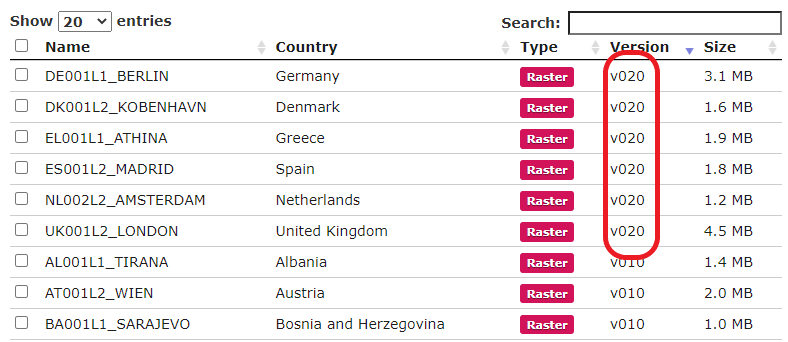 Show 20 entries Search:
Name Country Type Version Size
DE001L1_BERLIN Germany Raster v020 3.1 MB
DK001L2_KOBENHAVN Denmark Raster v020 1.6 MB
EL001L1_ATHINA Greece Raster v020 1.9 MB
ES001L2_MADRID Spain Raster v020 1.8 MB
NL002L2_AMSTERDAM Netherlands Raster v020 1.2 MB
UK001L2_LONDON United Kingdom Raster v020 4.5 MB
AL001L1_TIRANA Albania Raster v010 1.4 MB
AT001L2_WIEN Austria Raster v010 2.0 MB
BA001L1_SARAJEVO Bosnia and Herzegovina Raster v010 1.0 MB